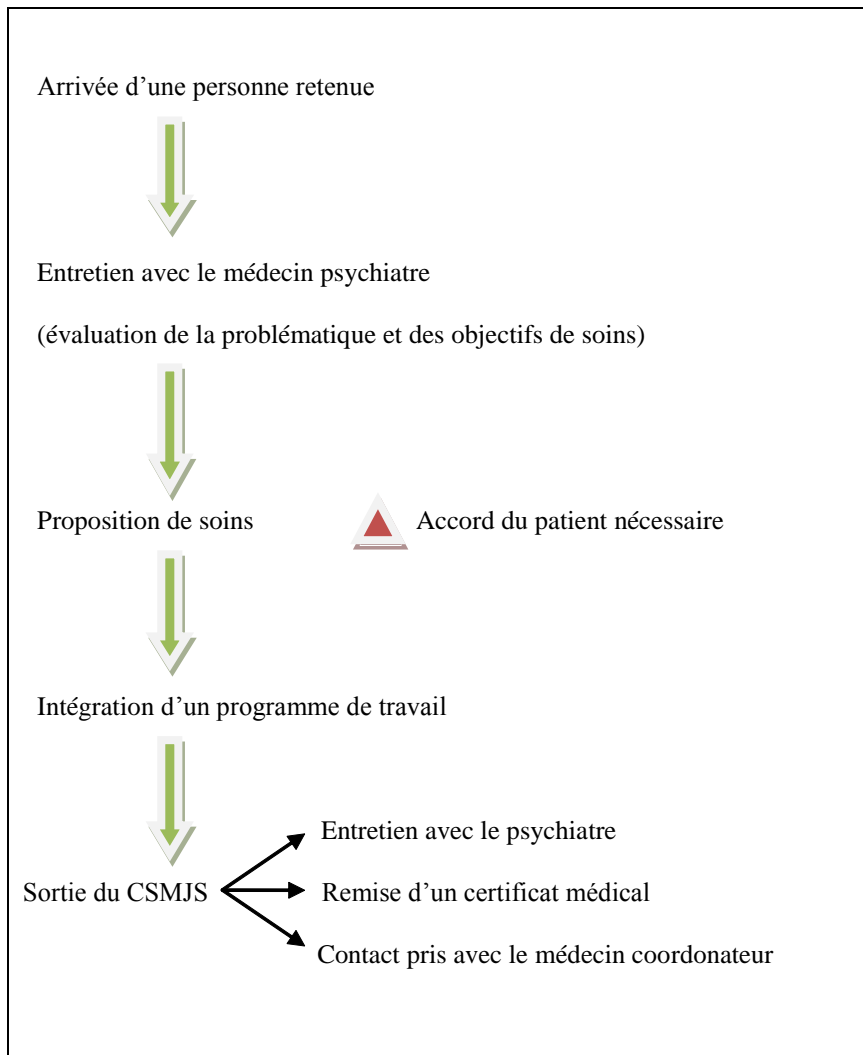 Arrivée d’une personne retenue
Entretien avec le médecin psychiatre
(évaluation de la problématique et des objectifs de soins)
Proposition de soins
Accord du patient nécessaire
Intégration d’un programme de travail
Entretien avec le psychiatre
Sortie du CSMJS
Remise d’un certificat médical
Contact pris avec le médecin coordonateur